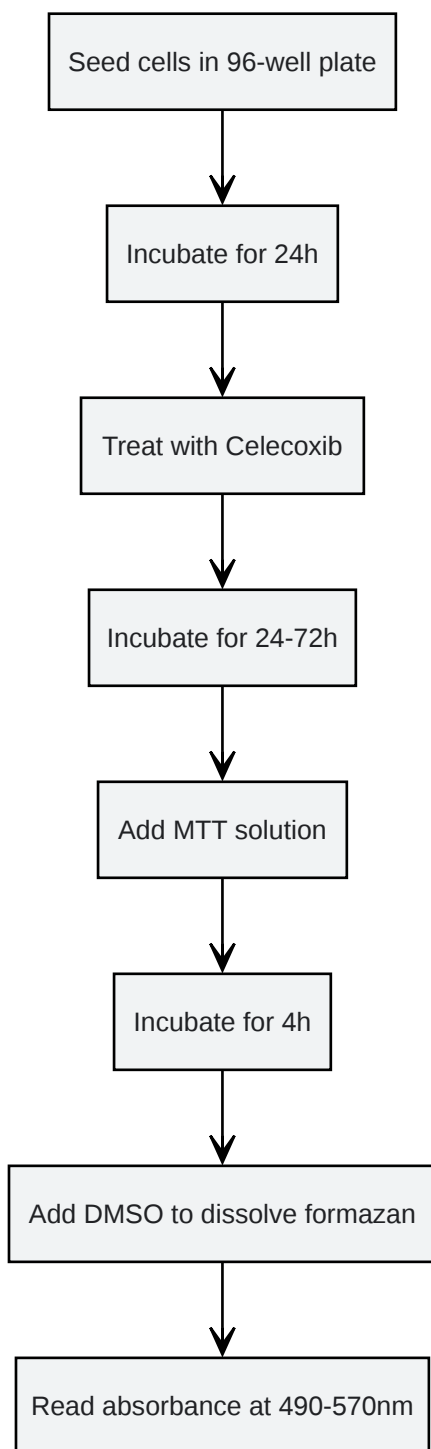 Seed cells in 96-well plate
Incubate for 24h
Treat with Celecoxib
Incubate for 24-72h
Add MTT solution
Incubate for 4h
Add DMSO to dissolve formazan
Read absorbance at 490-570nm